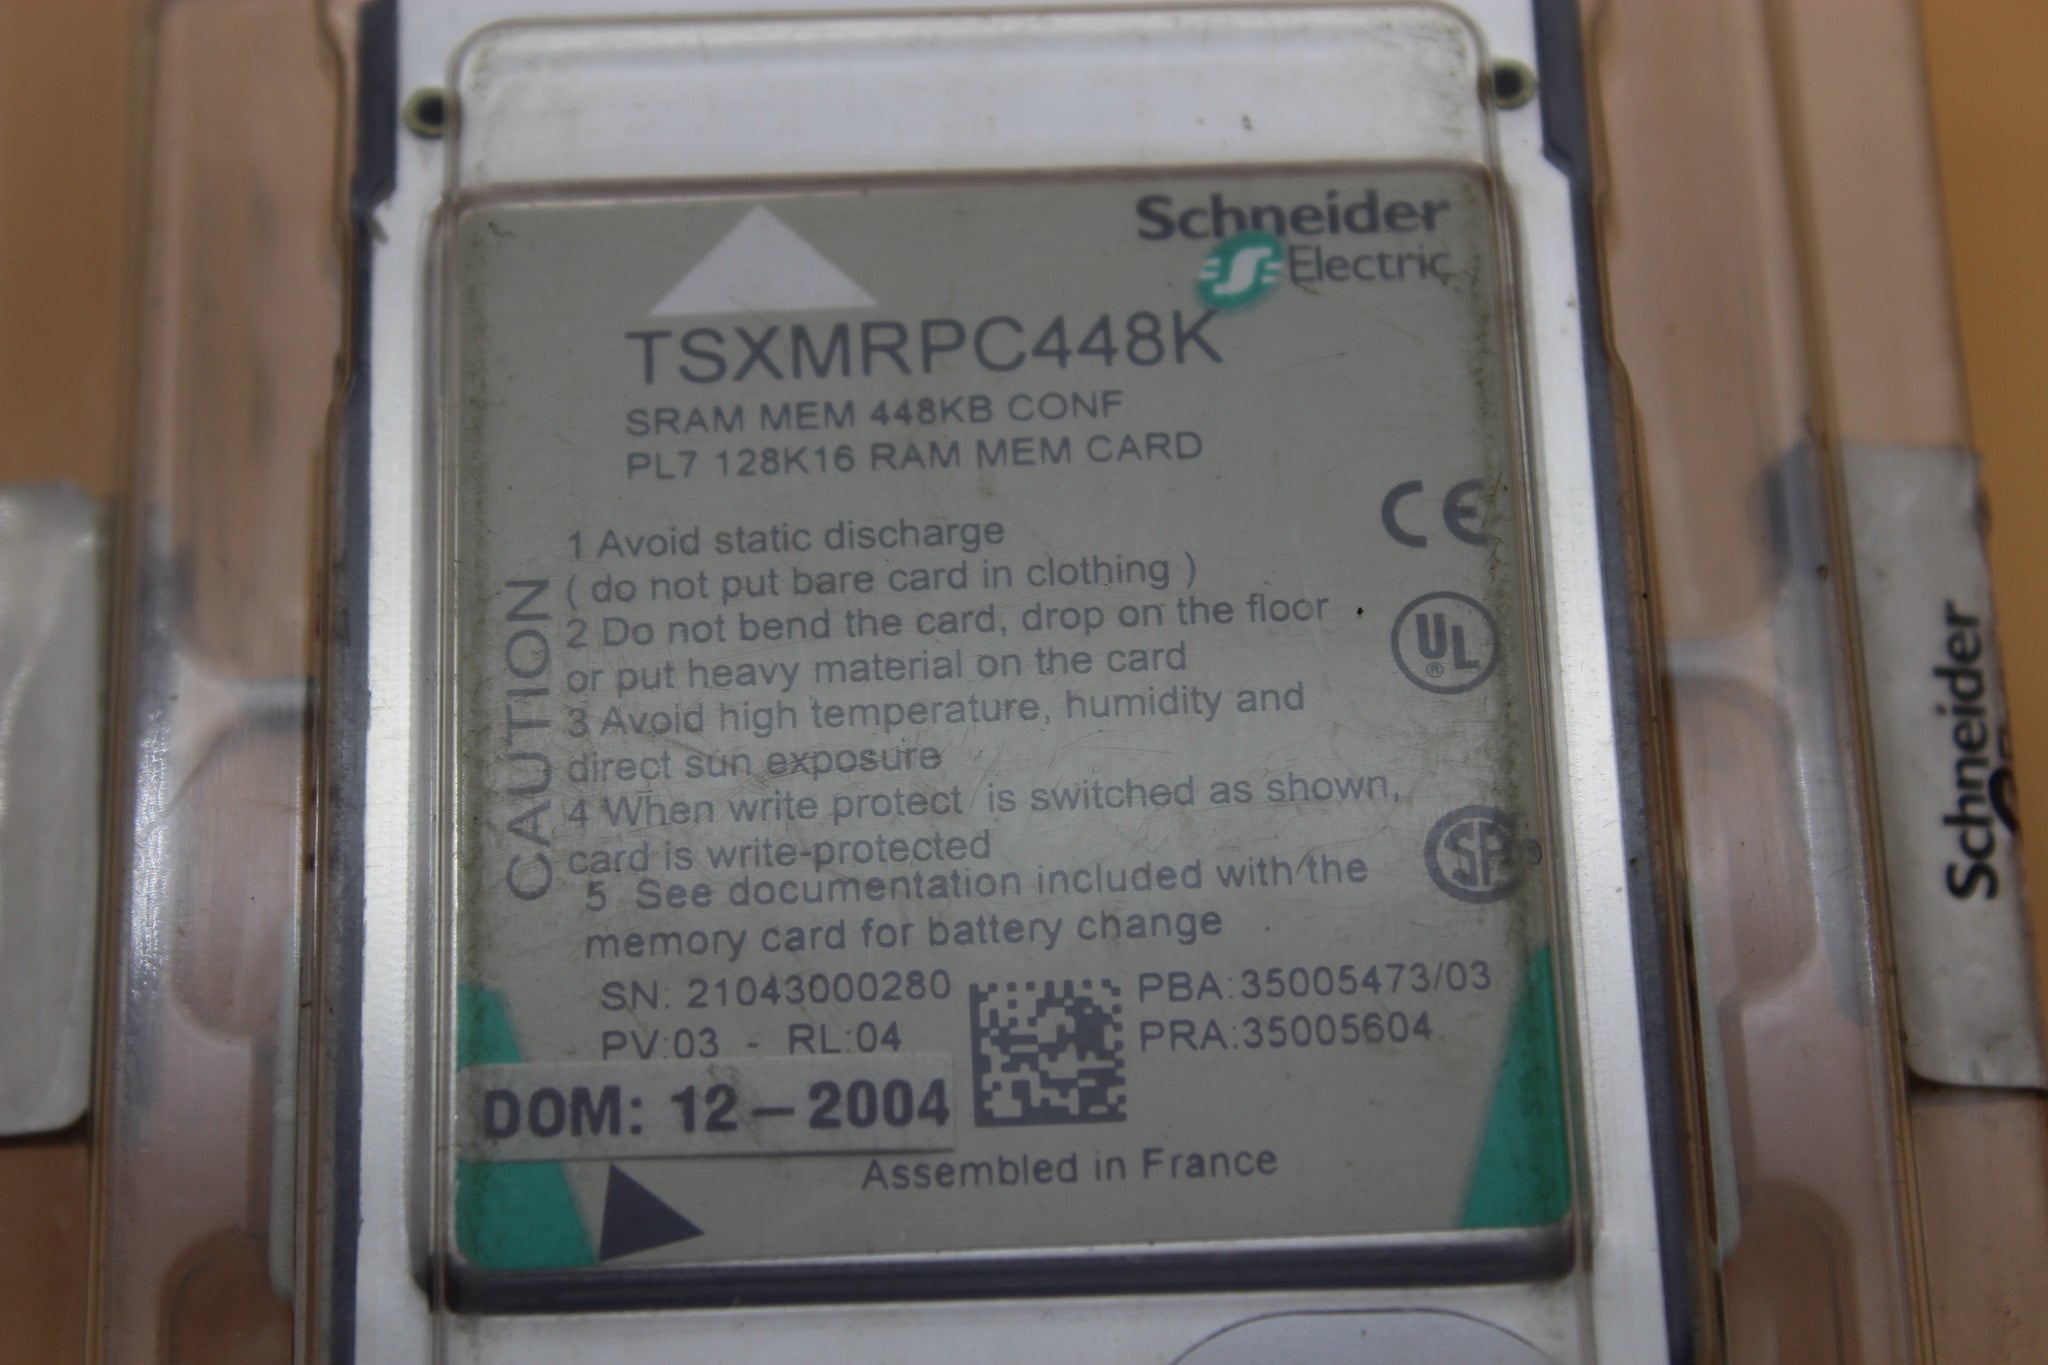 Schneider
Electric
TSXMRPC448K
SRAM MEM 448KB CONF
PL7 128K16 RAM MEM CARD
CAUTION
1 Avoid static discharge
( do not put bare card in clothing )
2 Do not bend the card, drop on the floor
or put heavy material on the card
3 Avoid high temperature, humidity and
direct sun exposure
4 When write protect is switched as shown,
card is write-protected
5 See documentation included with the
memory card for battery change
CE
UL
®
SA
SN: 21043000280
PV:03 - RL:04
PBA:35005473/03
PRA:35005604
DOM: 12-2004
Assembled in France
Schneider